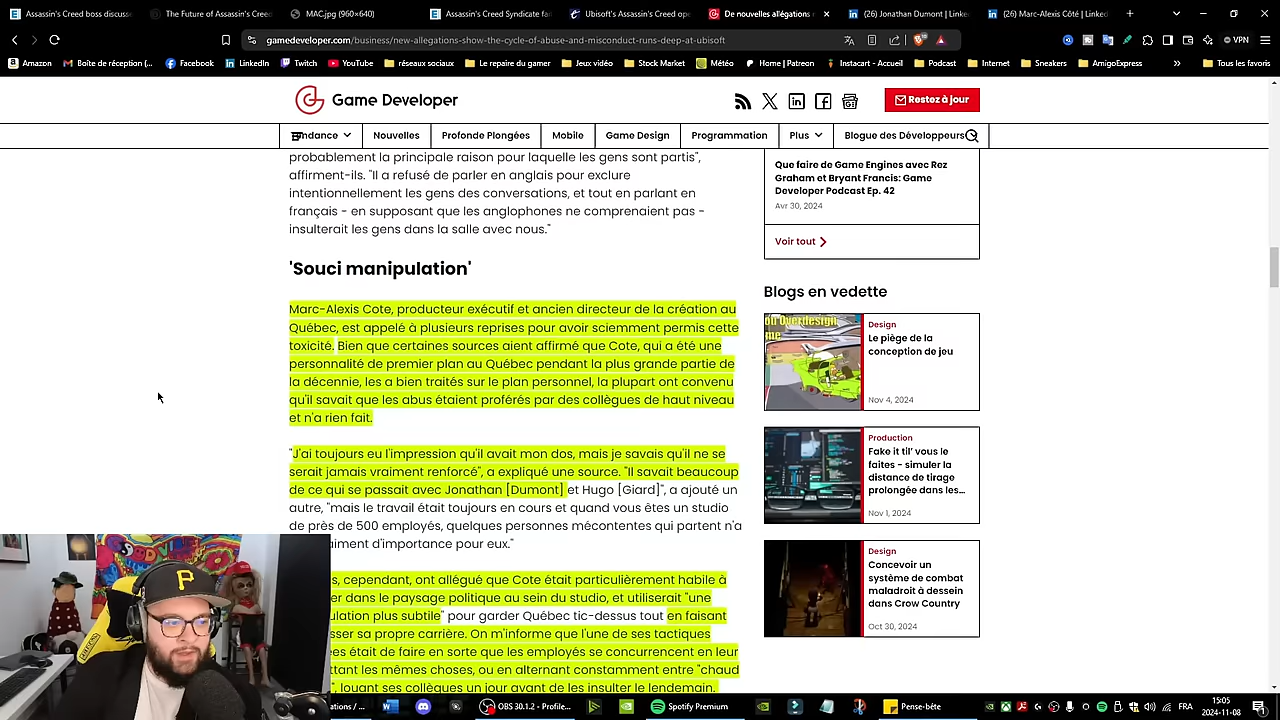 Assassin's Creed boss discuss
The Future of Assassin's Creed
MAC.jpg (960×640)
Assassin's Creed Syndicate fai
Ubisoft's Assassin's Creed ope
De nouvelles allégations
(26) Jonathan Dumont | Linke
(26) Marc-Alexis Côté | Linked
gamedeveloper.com/business/new-allegations-show-the-cycle-of-abuse-and-misconduct-runs-deep-at-ubisoft
VPN
Amazon
Boîte de réception (...
Facebook
LinkedIn
Twitch
YouTube
réseaux sociaux
Le repaire du gamer
Jeux vidéo
Stock Market
Météo
Home | Patreon
Instacart - Accueil
Podcast
Internet
Sneakers
AmigoExpress
Tous les favoris
Game Developer
Restez à jour
ndance
Nouvelles
Profonde Plongées
Mobile
Game Design
Programmation
Plus
Blogue des Développeurs
probablement la principale raison pour laquelle les gens sont partis",
affirment-ils. "Il a refusé de parler en anglais pour exclure
intentionnellement les gens des conversations, et tout en parlant en
français - en supposant que les anglophones ne comprenaient pas -
insulterait les gens dans la salle avec nous."
'Souci manipulation'
Marc-Alexis Cote, producteur exécutif et ancien directeur de la création au
Québec, est appelé à plusieurs reprises pour avoir sciemment permis cette
toxicité. Bien que certaines sources aient affirmé que Cote, qui a été une
personnalité de premier plan au Québec pendant la plus grande partie de
la décennie, les a bien traités sur le plan personnel, la plupart ont convenu
qu'il savait que les abus étaient proférés par des collègues de haut niveau
et n'a rien fait.
"J'ai toujours eu l'impression qu'il avait mon dos, mais je savais qu'il ne se
serait jamais vraiment renforcé", a expliqué une source. "Il savait beaucoup
de ce qui se passait avec Jonathan [Dumont] et Hugo [Giard]", a ajouté un
autre, "mais le travail était toujours en cours et quand vous êtes un studio
de près de 500 employés, quelques personnes mécontentes qui partent n'a
aiment d'importance pour eux."
s, cependant, ont allégué que Cote était particulièrement habile à
er dans le paysage politique au sein du studio, et utiliserait "une
ulation plus subtile" pour garder Québec tic-dessus tout en faisant
sser sa propre carrière. On m'informe que l'une de ses tactiques
ées était de faire en sorte que les employés se concurrencent en leur
ttant les mêmes choses, ou en alternant constamment entre "chaud
", louant ses collègues un jour avant de les insulter le lendemain.
Que faire de Game Engines avec Rez
Graham et Bryant Francis: Game
Developer Podcast Ep. 42
Avr 30, 2024
Voir tout
Blogs en vedette
Design
Le piège de la
conception de jeu
Nov 4, 2024
Production
Fake it til' vous le
faites - simuler la
distance de tirage
prolongée dans les...
Nov 1, 2024
Design
Concevoir un
système de combat
maladroit à dessein
dans Crow Country
Oct 30, 2024
P
ations / ...
OBS 30.1.2 - Profile...
Spotify Premium
Pense-bête
FRA
15:05
2024-11-08